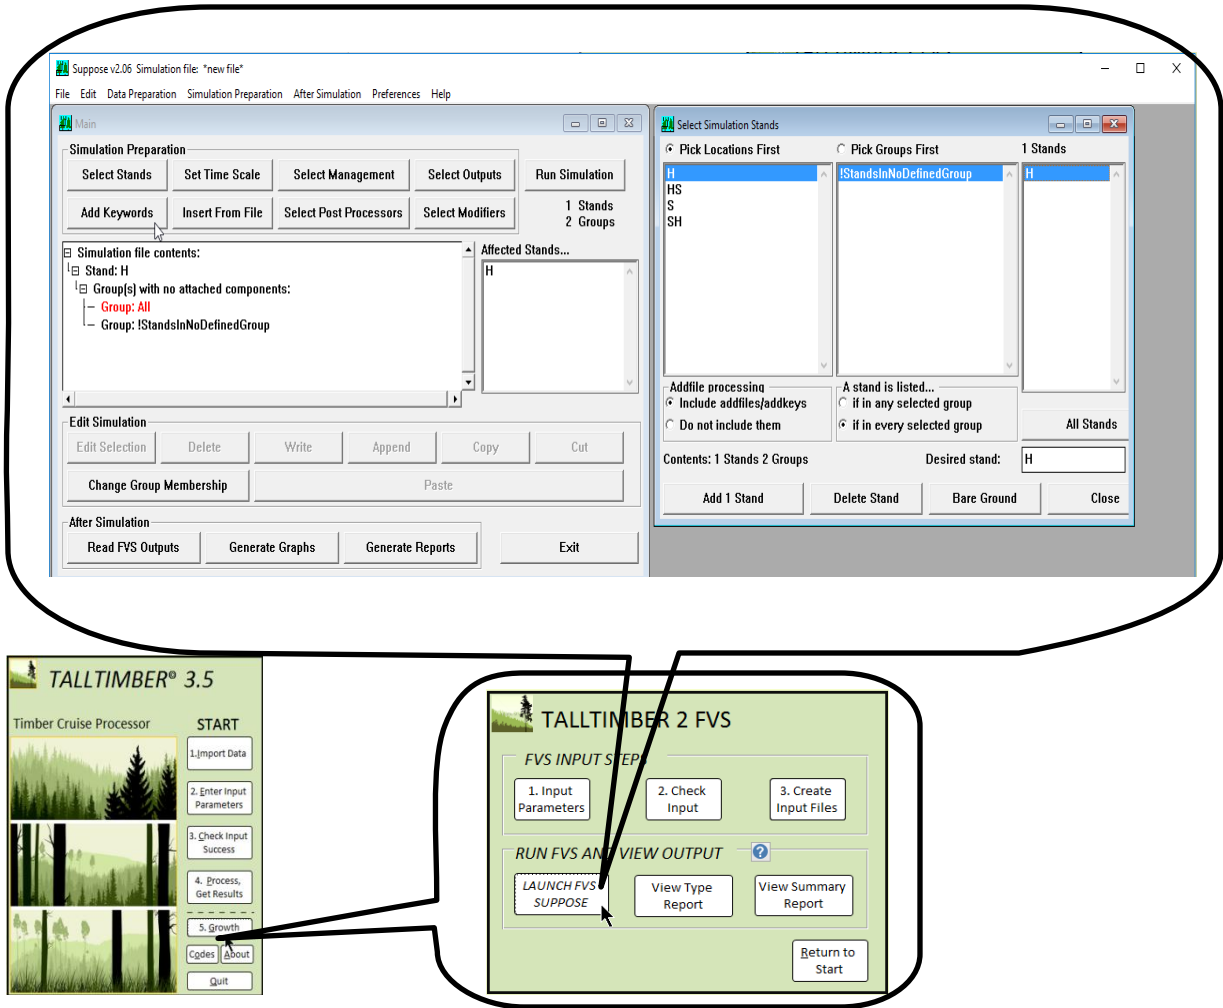 Suppose v2.06 Simulation file: *new file*
File Edit Data Preparation Simulation Preparation After Simulation Preferences Help
Main
Simulation Preparation
Select Stands Set Time Scale Select Management Select Outputs Run Simulation
Add Keywords Insert From File Select Post Processors Select Modifiers
1 Stands
2 Groups
Simulation file contents:
Stand: H
Group(s) with no attached components:
Group: All
Group: !StandsInNoDefinedGroup
Affected Stands...
H
Edit Simulation
Edit Selection Delete Write Append Copy Cut
Change Group Membership Paste
After Simulation
Read FVS Outputs Generate Graphs Generate Reports Exit
Select Simulation Stands
Pick Locations First Pick Groups First 1 Stands
H !StandsInNoDefinedGroup H
HS
S
SH
Addfile processing
Include addfiles/addkeys
Do not include them
A stand is listed...
if in any selected group
if in every selected group
All Stands
Contents: 1 Stands 2 Groups Desired stand: H
Add 1 Stand Delete Stand Bare Ground Close
TALLTIMBER© 3.5
Timber Cruise Processor
START
1.Import Data
2. Enter Input
Parameters
3. Check Input
Success
4. Process,
Get Results
5. Growth
Codes About
Quit
TALLTIMBER 2 FVS
FVS INPUT STEPS
1. Input
Parameters
2. Check
Input
3. Create
Input Files
RUN FVS AND VIEW OUTPUT ?
LAUNCH FVS
SUPPOSE
View Type
Report
View Summary
Report
Return to
Start